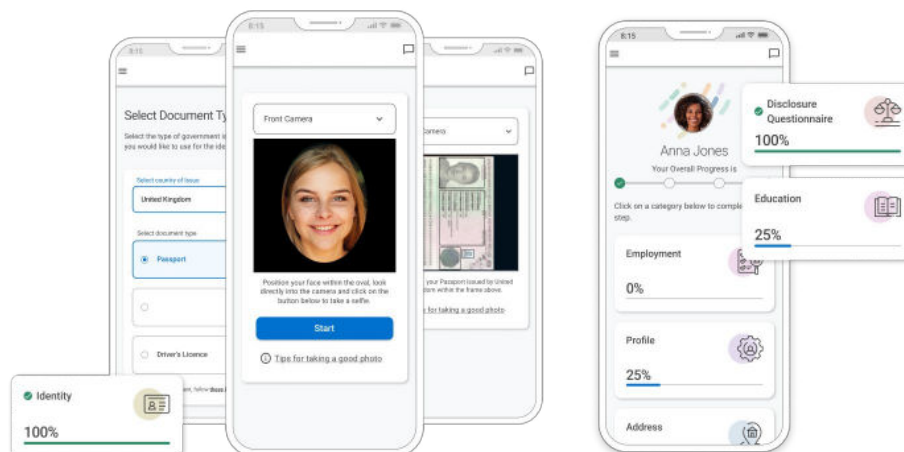 8:15
Select Document Ty
Select the type of government is
you would like to use for the ide
Select country of Issue
United Kingdom
Select document type
Passport
Driver's Licence
Identity
100%
8:15
Front Camera
Position your face within the oval, look
directly into the camera and click on the
button below to take a selfie.
Start
Tips for taking a good photo
your Passport issued by United
within the frame above.
for taking a good photo
8:15
Anna Jones
Your Overall Progress is
Click on a category below to comple
step.
Employment
0%
Profile
25%
Address
Disclosure
Questionnaire
100%
Education
25%